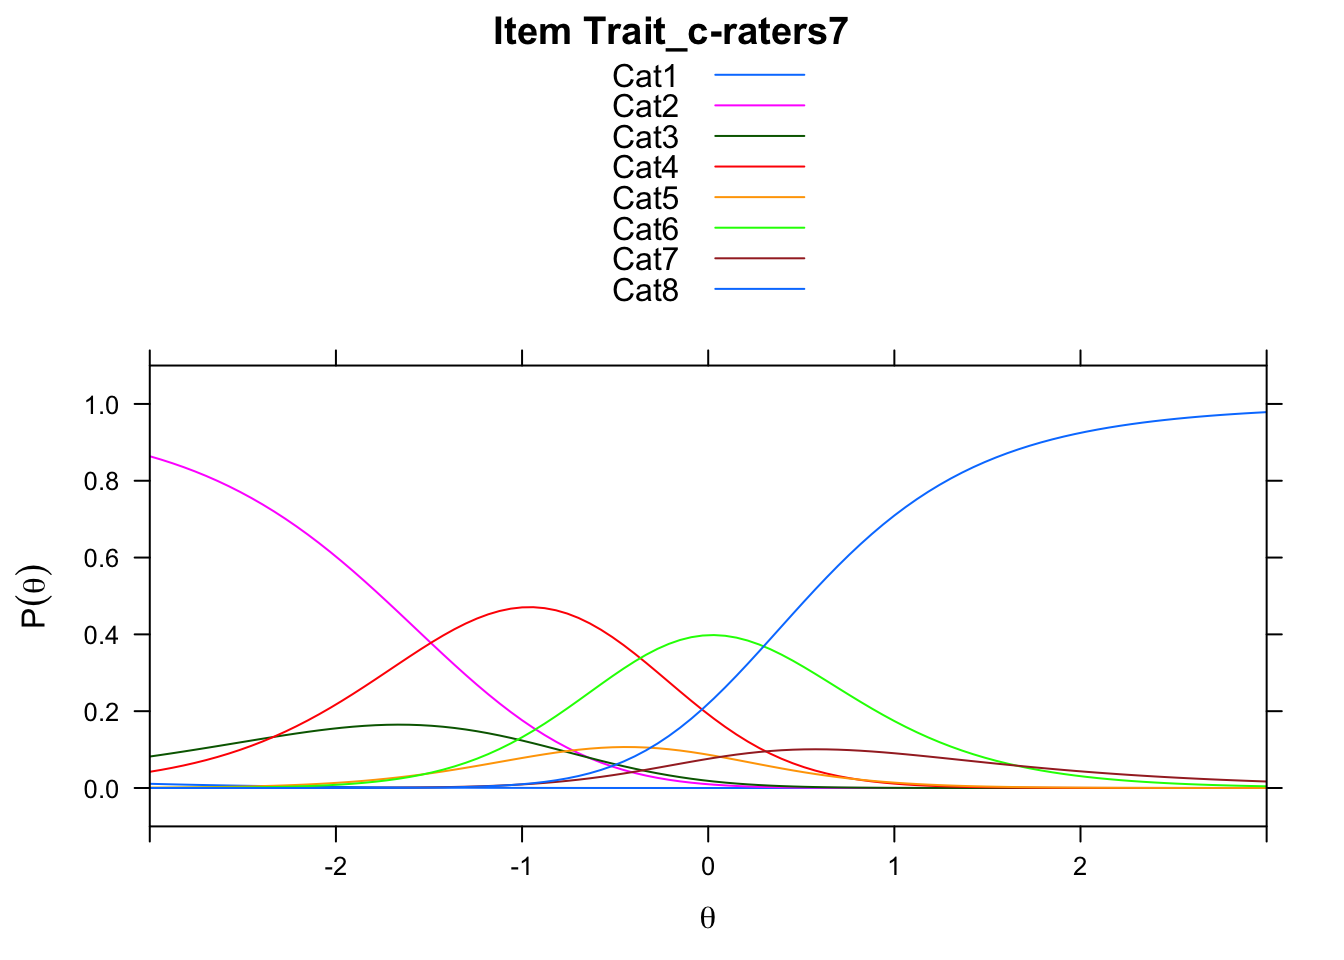 Item Trait_c-raters7
Cat1
Cat2
Cat3
Cat4
Cat5
Cat6
Cat7
Cat8
1.0
0.8
0.6
0.4
0.2
0.0
P(θ)
-2 -1 0 1 2
θ